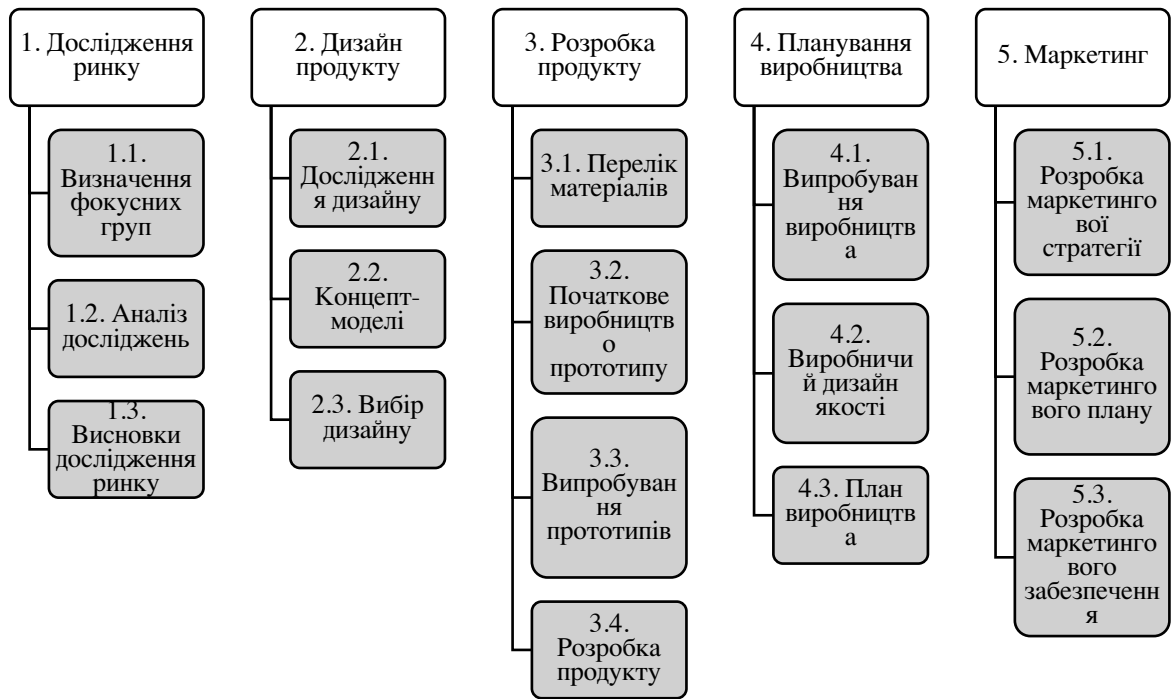 1. Дослідження
ринку
1.1.
Визначення
фокусних
груп
1.2. Аналіз
досліджень
1.3.
Висновки
дослідження
ринку
2. Дизайн
продукту
2.1.
Дослідженн
я дизайну
2.2.
Концепт-
моделі
2.3. Вибір
дизайну
3. Розробка
продукту
3.1. Перелік
матеріалів
3.2.
Початкове
виробництв
о
прототипу
3.3.
Випробуван
ня
прототипів
3.4.
Розробка
продукту
4. Планування
виробництва
4.1.
Випробуван
ня
виробництв
а
4.2.
Виробничи
й дизайн
якості
4.3. План
виробництв
а
5. Маркетинг
5.1.
Розробка
маркетинго
вої
стратегії
5.2.
Розробка
маркетинго
вого плану
5.3.
Розробка
маркетинго
вого
забезпеченн
я